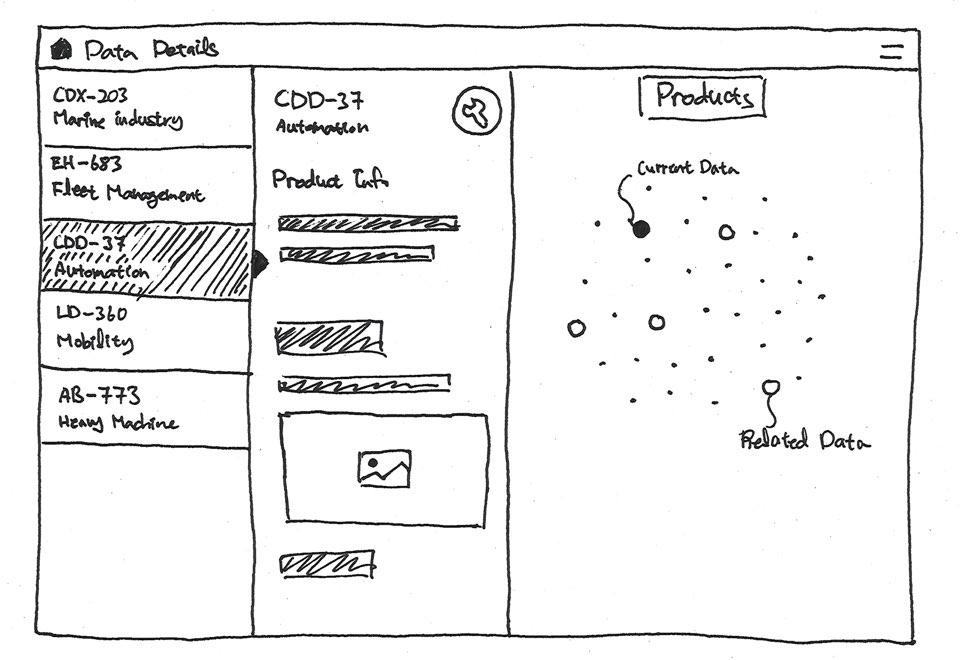 Data Details
CDX-203
Marine industry
EH-683
Fleet Management
CDD-37
Automation
LD-360
Mobility
AB-773
Heavy Machine
CDD-37
Automation
Product Info
Products
Current Data
Related Data